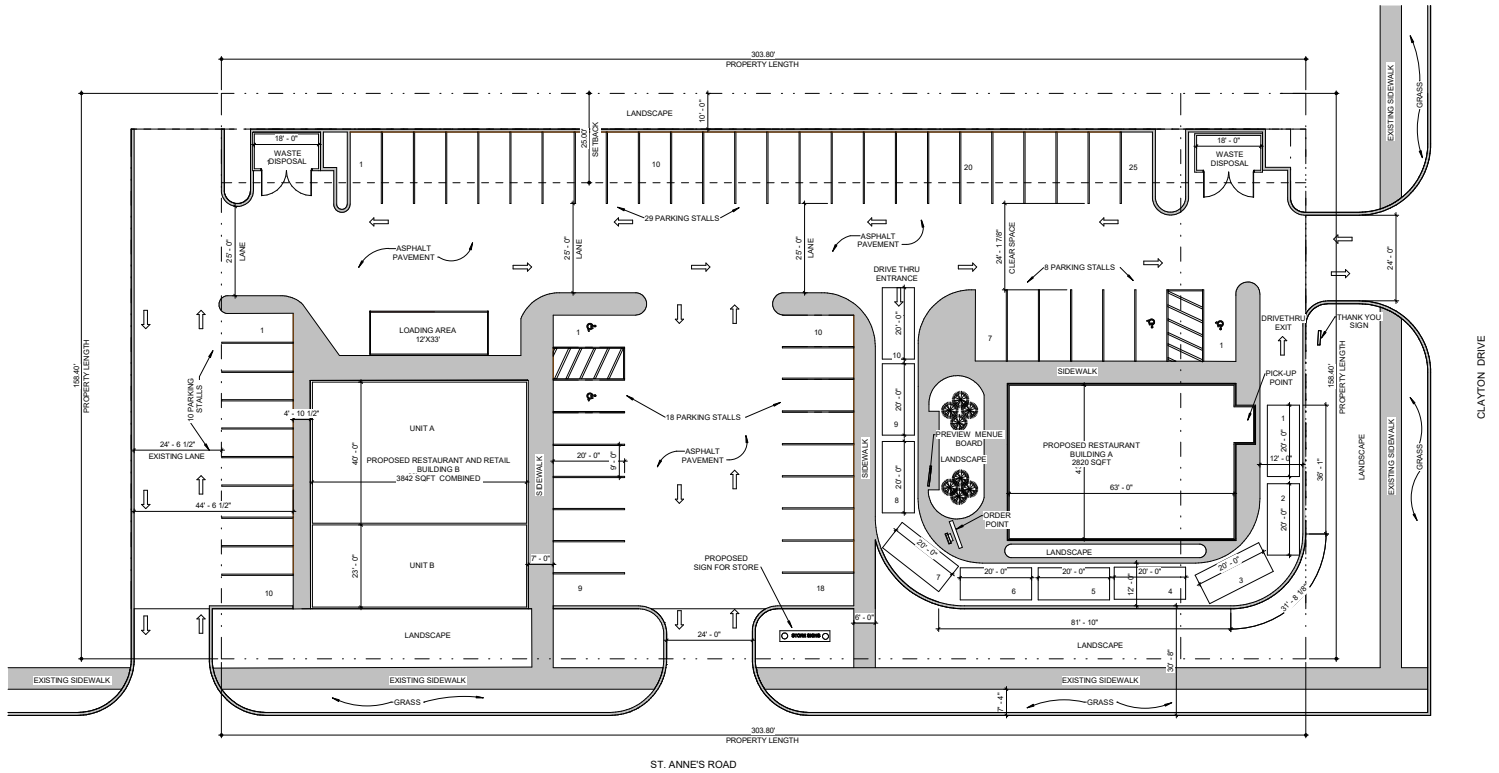 303.80'
PROPERTY LENGTH
LANDSCAPE
10' - 0"
25.00'
SETBACK
EXISTING SIDEWALK
GRASS
18' - 0"
WASTE
DISPOSAL
1
10
20
25
18' - 0"
WASTE
DISPOSAL
29 PARKING STALLS
25' - 0"
LANE
ASPHALT
PAVEMENT
25' - 0"
LANE
25' - 0"
LANE
ASPHALT
PAVEMENT
24' - 1 7/8"
CLEAR SPACE
24' - 0"
DRIVE THRU
ENTRANCE
8 PARKING STALLS
LOADING AREA
12'X33'
1
1
10
20' - 0"
10
7
1
DRIVETHRU
EXIT
THANK YOU
SIGN
158.40'
PROPERTY LENGTH
158.40'
PROPERTY LENGTH
CLAYTON DRIVE
SIDEWALK
PICK-UP
POINT
10 PARKING
STALLS
4' - 10 1/2"
UNIT A
40' - 0"
PROPOSED RESTAURANT AND RETAIL
BUILDING B
3842 SQFT COMBINED
SIDEWALK
20' - 0"
9' - 0"
18 PARKING STALLS
ASPHALT
PAVEMENT
SIDEWALK
20' - 0"
9
20' - 0"
8
PREVIEW MENUE
BOARD
LANDSCAPE
PROPOSED RESTAURANT
BUILDING A
2820 SQFT
63' - 0"
1
20' - 0"
12' - 0"
2
20' - 0"
36' - 1"
LANDSCAPE
EXISTING SIDEWALK
GRASS
24' - 6 1/2"
EXISTING LANE
44' - 6 1/2"
ORDER
POINT
LANDSCAPE
23' - 0"
UNIT B
7' - 0"
PROPOSED
SIGN FOR STORE
20' - 0"
7
20' - 0"
6
20' - 0"
5
20' - 0"
4
12' - 0"
20' - 0"
3
31' - 8 1/8"
10
9
18
81' - 10"
6' - 0"
STORE SIGNS
24' - 0"
LANDSCAPE
LANDSCAPE
30' - 8"
EXISTING SIDEWALK
EXISTING SIDEWALK
EXISTING SIDEWALK
GRASS
7' - 4"
GRASS
303.80'
PROPERTY LENGTH
ST. ANNE'S ROAD